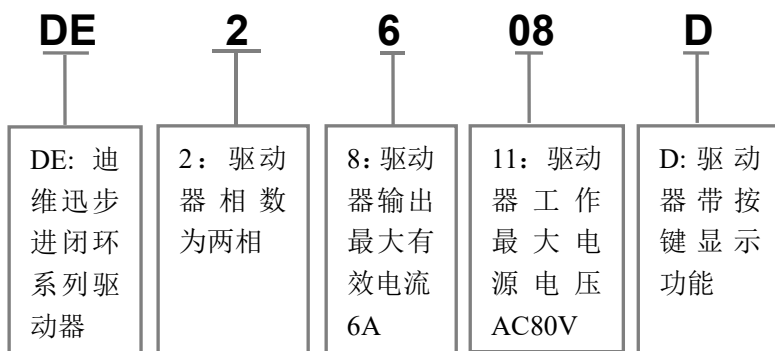 DE 2 6 08 D
DE: 迪
维迅步
进闭环
系列驱
动器
2：驱动
器相数
为两相
8：驱动
器输出
最大有
效电流
6A
11：驱动
器工作
最大电
源电压
AC80V
D: 驱动
器带按
键显示
功能